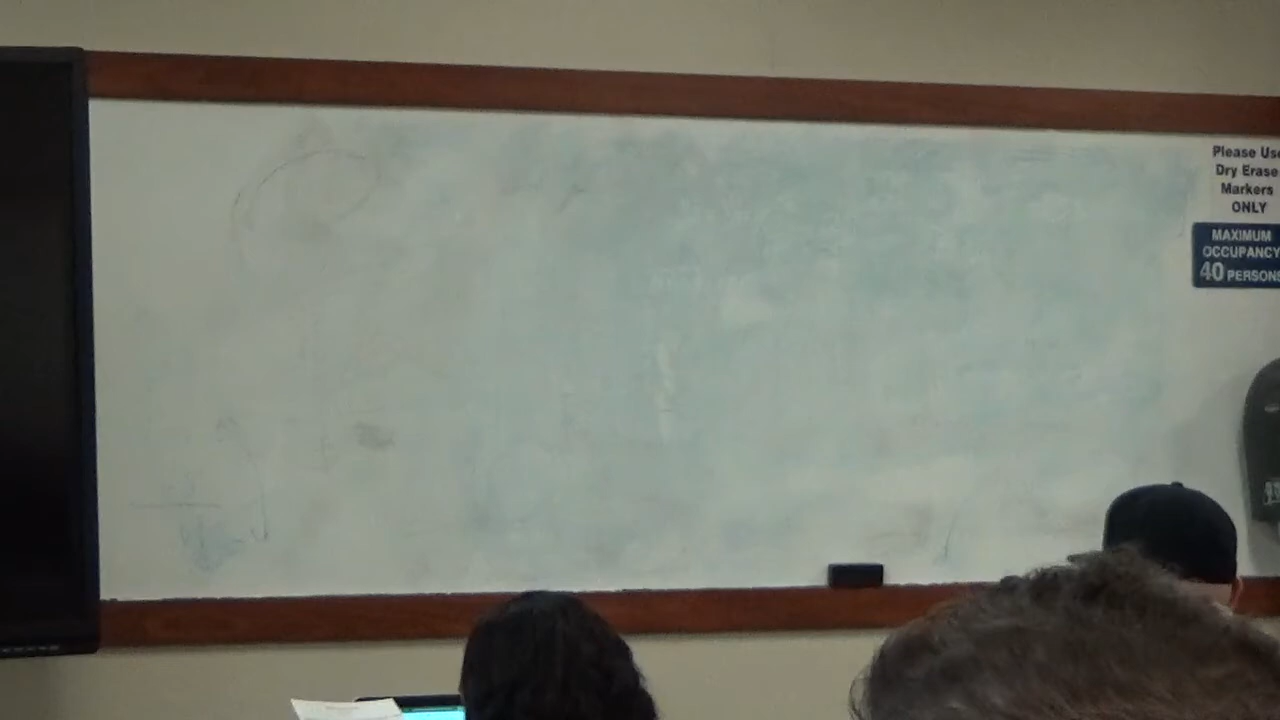 Please Use
Dry Erase
Markers
ONLY
MAXIMUM
OCCUPANCY
40 PERSONS